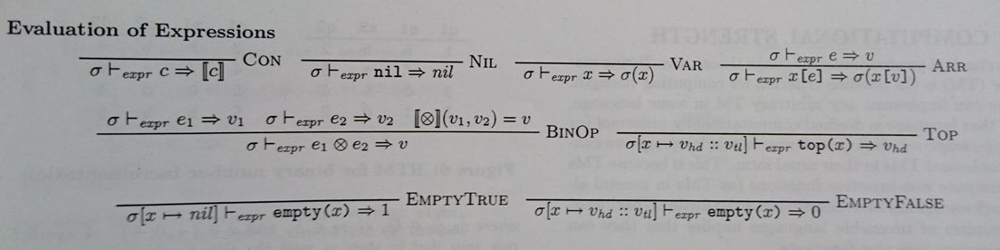 Evaluation of Expressions
σ ⊢expr c ⇒ ⟦c⟧ CON
σ ⊢expr nil ⇒ nil NIL
σ ⊢expr x ⇒ σ(x) VAR
σ ⊢expr e ⇒ v
σ ⊢expr x[e] ⇒ σ(x[v]) ARR
σ ⊢expr e₁ ⇒ v₁ σ ⊢expr e₂ ⇒ v₂ ⟦⊗⟧(v₁, v₂) = v
σ ⊢expr e₁ ⊗ e₂ ⇒ v BINOP
σ[x ↦ vhd :: vtl] ⊢expr top(x) ⇒ vhd TOP
σ[x ↦ nil] ⊢expr empty(x) ⇒ 1 EMPTYTRUE
σ[x ↦ vhd :: vtl] ⊢expr empty(x) ⇒ 0 EMPTYFALSE